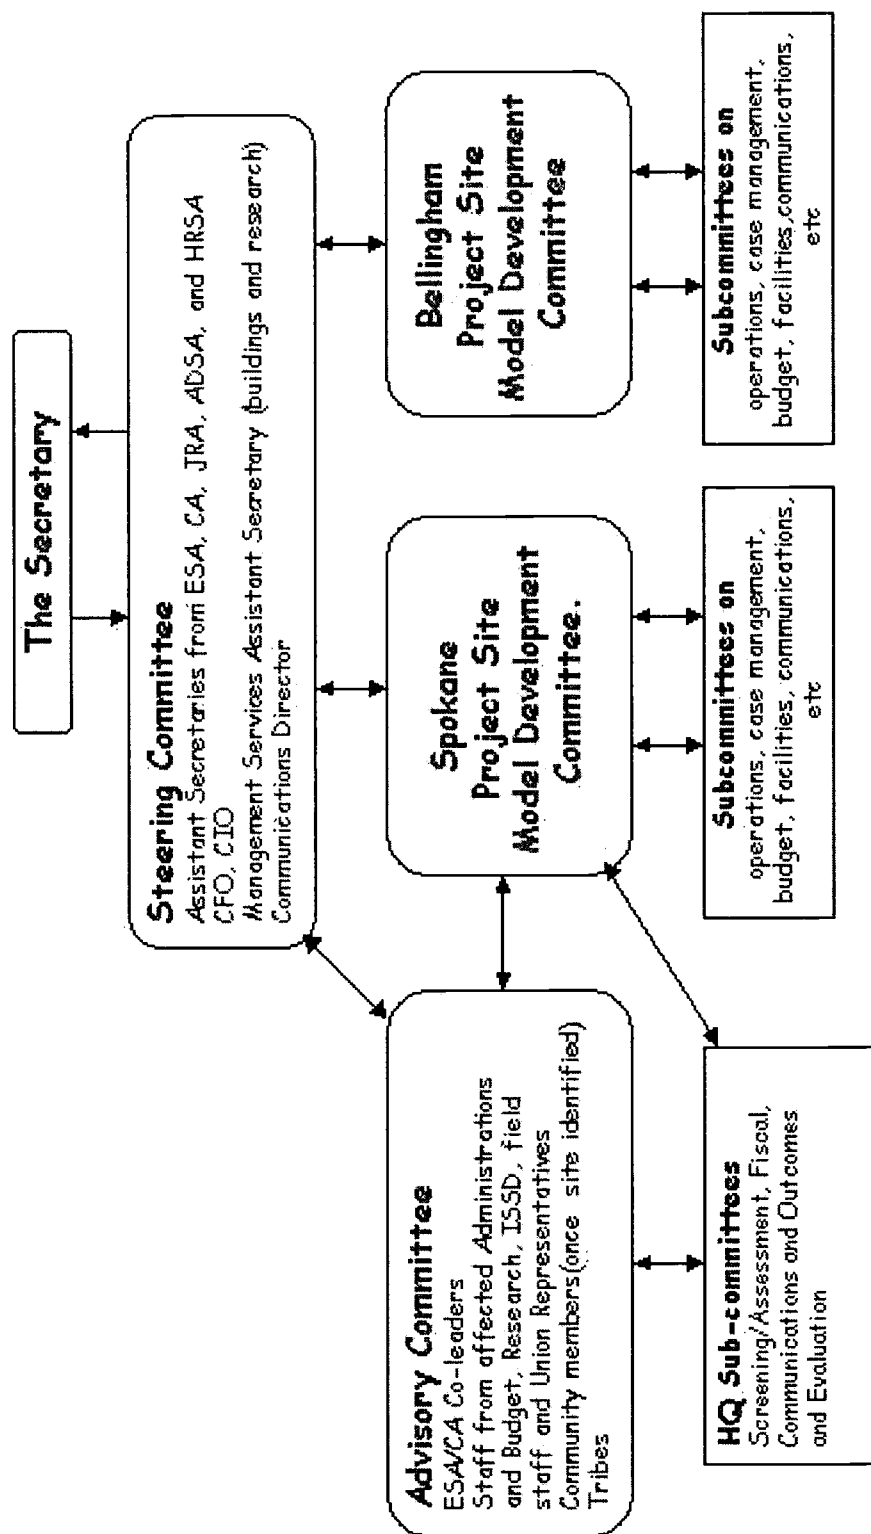 The Secretary
Steering Committee
Assistant Secretaries from ESA, CA, JRA, ADSA, and HRSA
CFO, CIO
Management Services Assistant Secretary (buildings and research)
Communications Director
Advisory Committee
ESA/CA Co-leaders
Staff from affected Administrations
and Budget, Research, ISSD, field
staff and Union Representatives
Community members(once site identified)
Tribes
Spokane
Project Site
Model Development
Committee.
Bellingham
Project Site
Model Development
Committee
HQ Sub-committees
Screening/Assessment, Fiscal,
Communications and Outcomes
and Evaluation
Subcommittees on
operations, case management,
budget, facilities, communications,
etc
Subcommittees on
operations, case management,
budget, facilities,communications,
etc